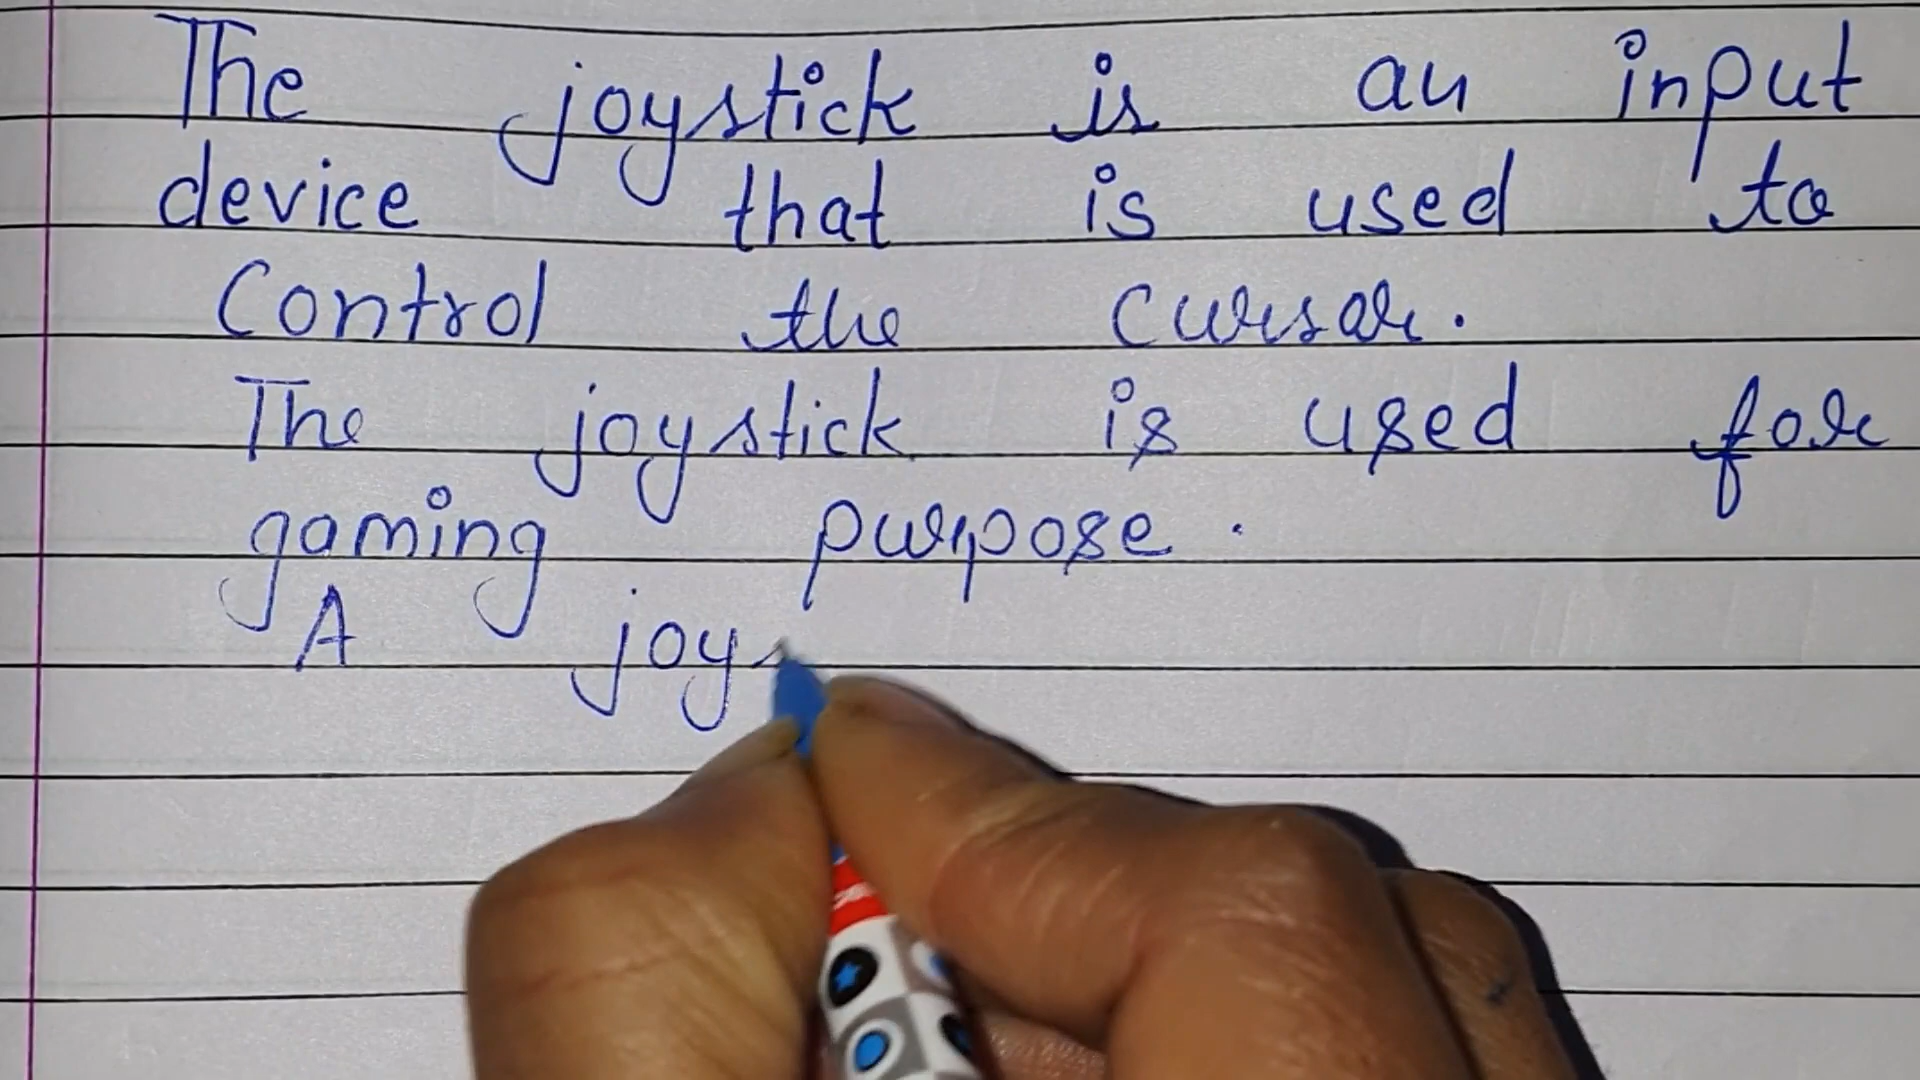 The joystick is an input
device that is used to
Control the cursor.
The joystick is used for
gaming purpose.
A joys